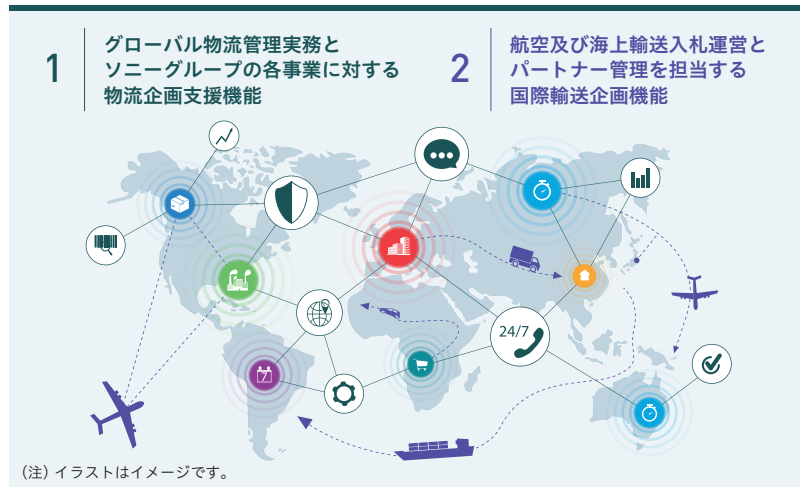 1
グローバル物流管理実務と
ソニーグループの各事業に対する
物流企画支援機能
2
航空及び海上輸送入札運営と
パートナー管理を担当する
国際輸送企画機能
24/7
7
（注）イラストはイメージです。